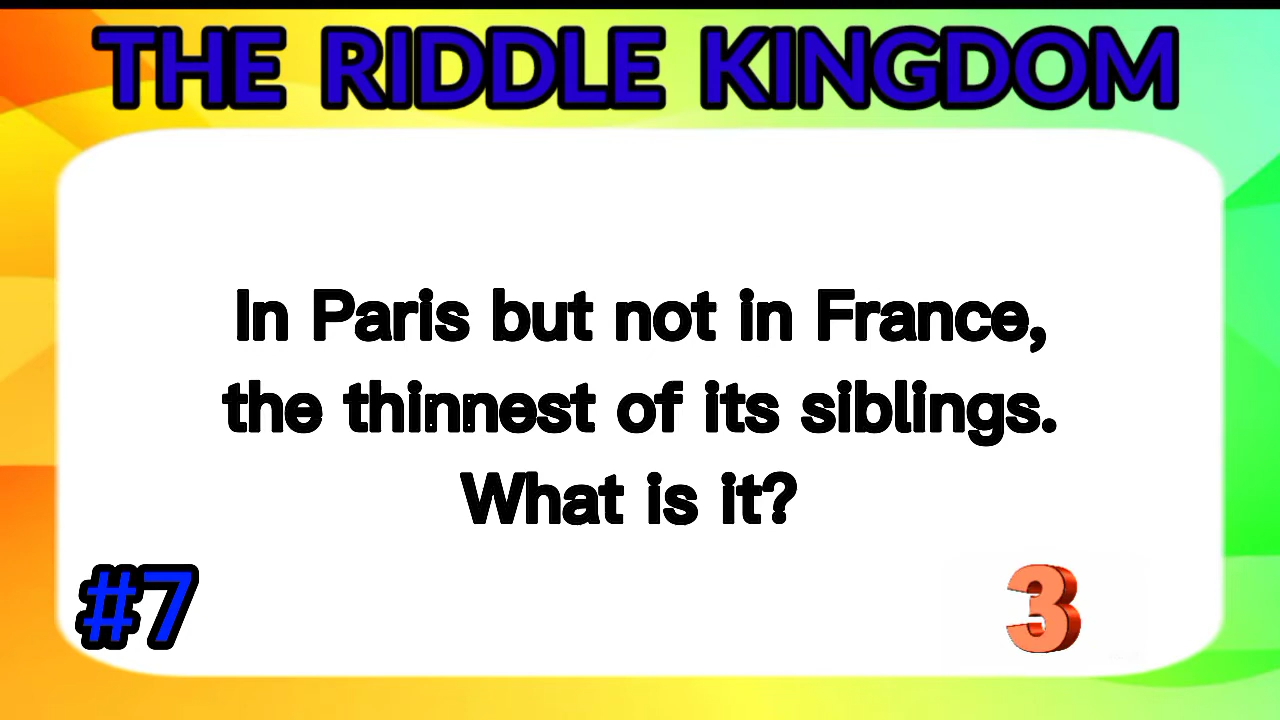 THE RIDDLE KINGDOM
In Paris but not in France,
the thinnest of its siblings.
What is it?
#7
3